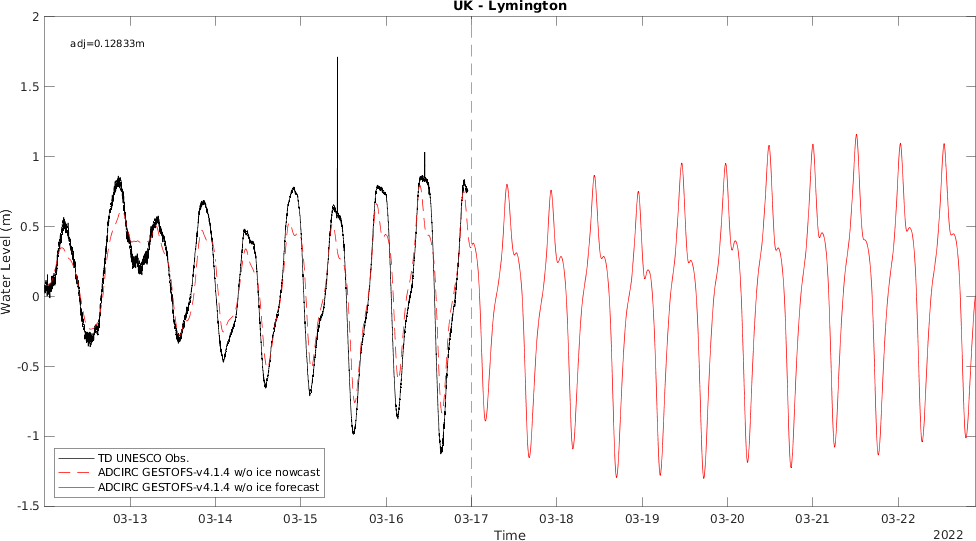 UK - Lymington
adj=0.12833m
2
1.5
1
0.5
0
-0.5
-1
-1.5
Water Level (m)
TD UNESCO Obs.
ADCIRC GESTOFS-v4.1.4 w/o ice nowcast
ADCIRC GESTOFS-v4.1.4 w/o ice forecast
03-13 03-14 03-15 03-16 03-17 03-18 03-19 03-20 03-21 03-22
Time
2022